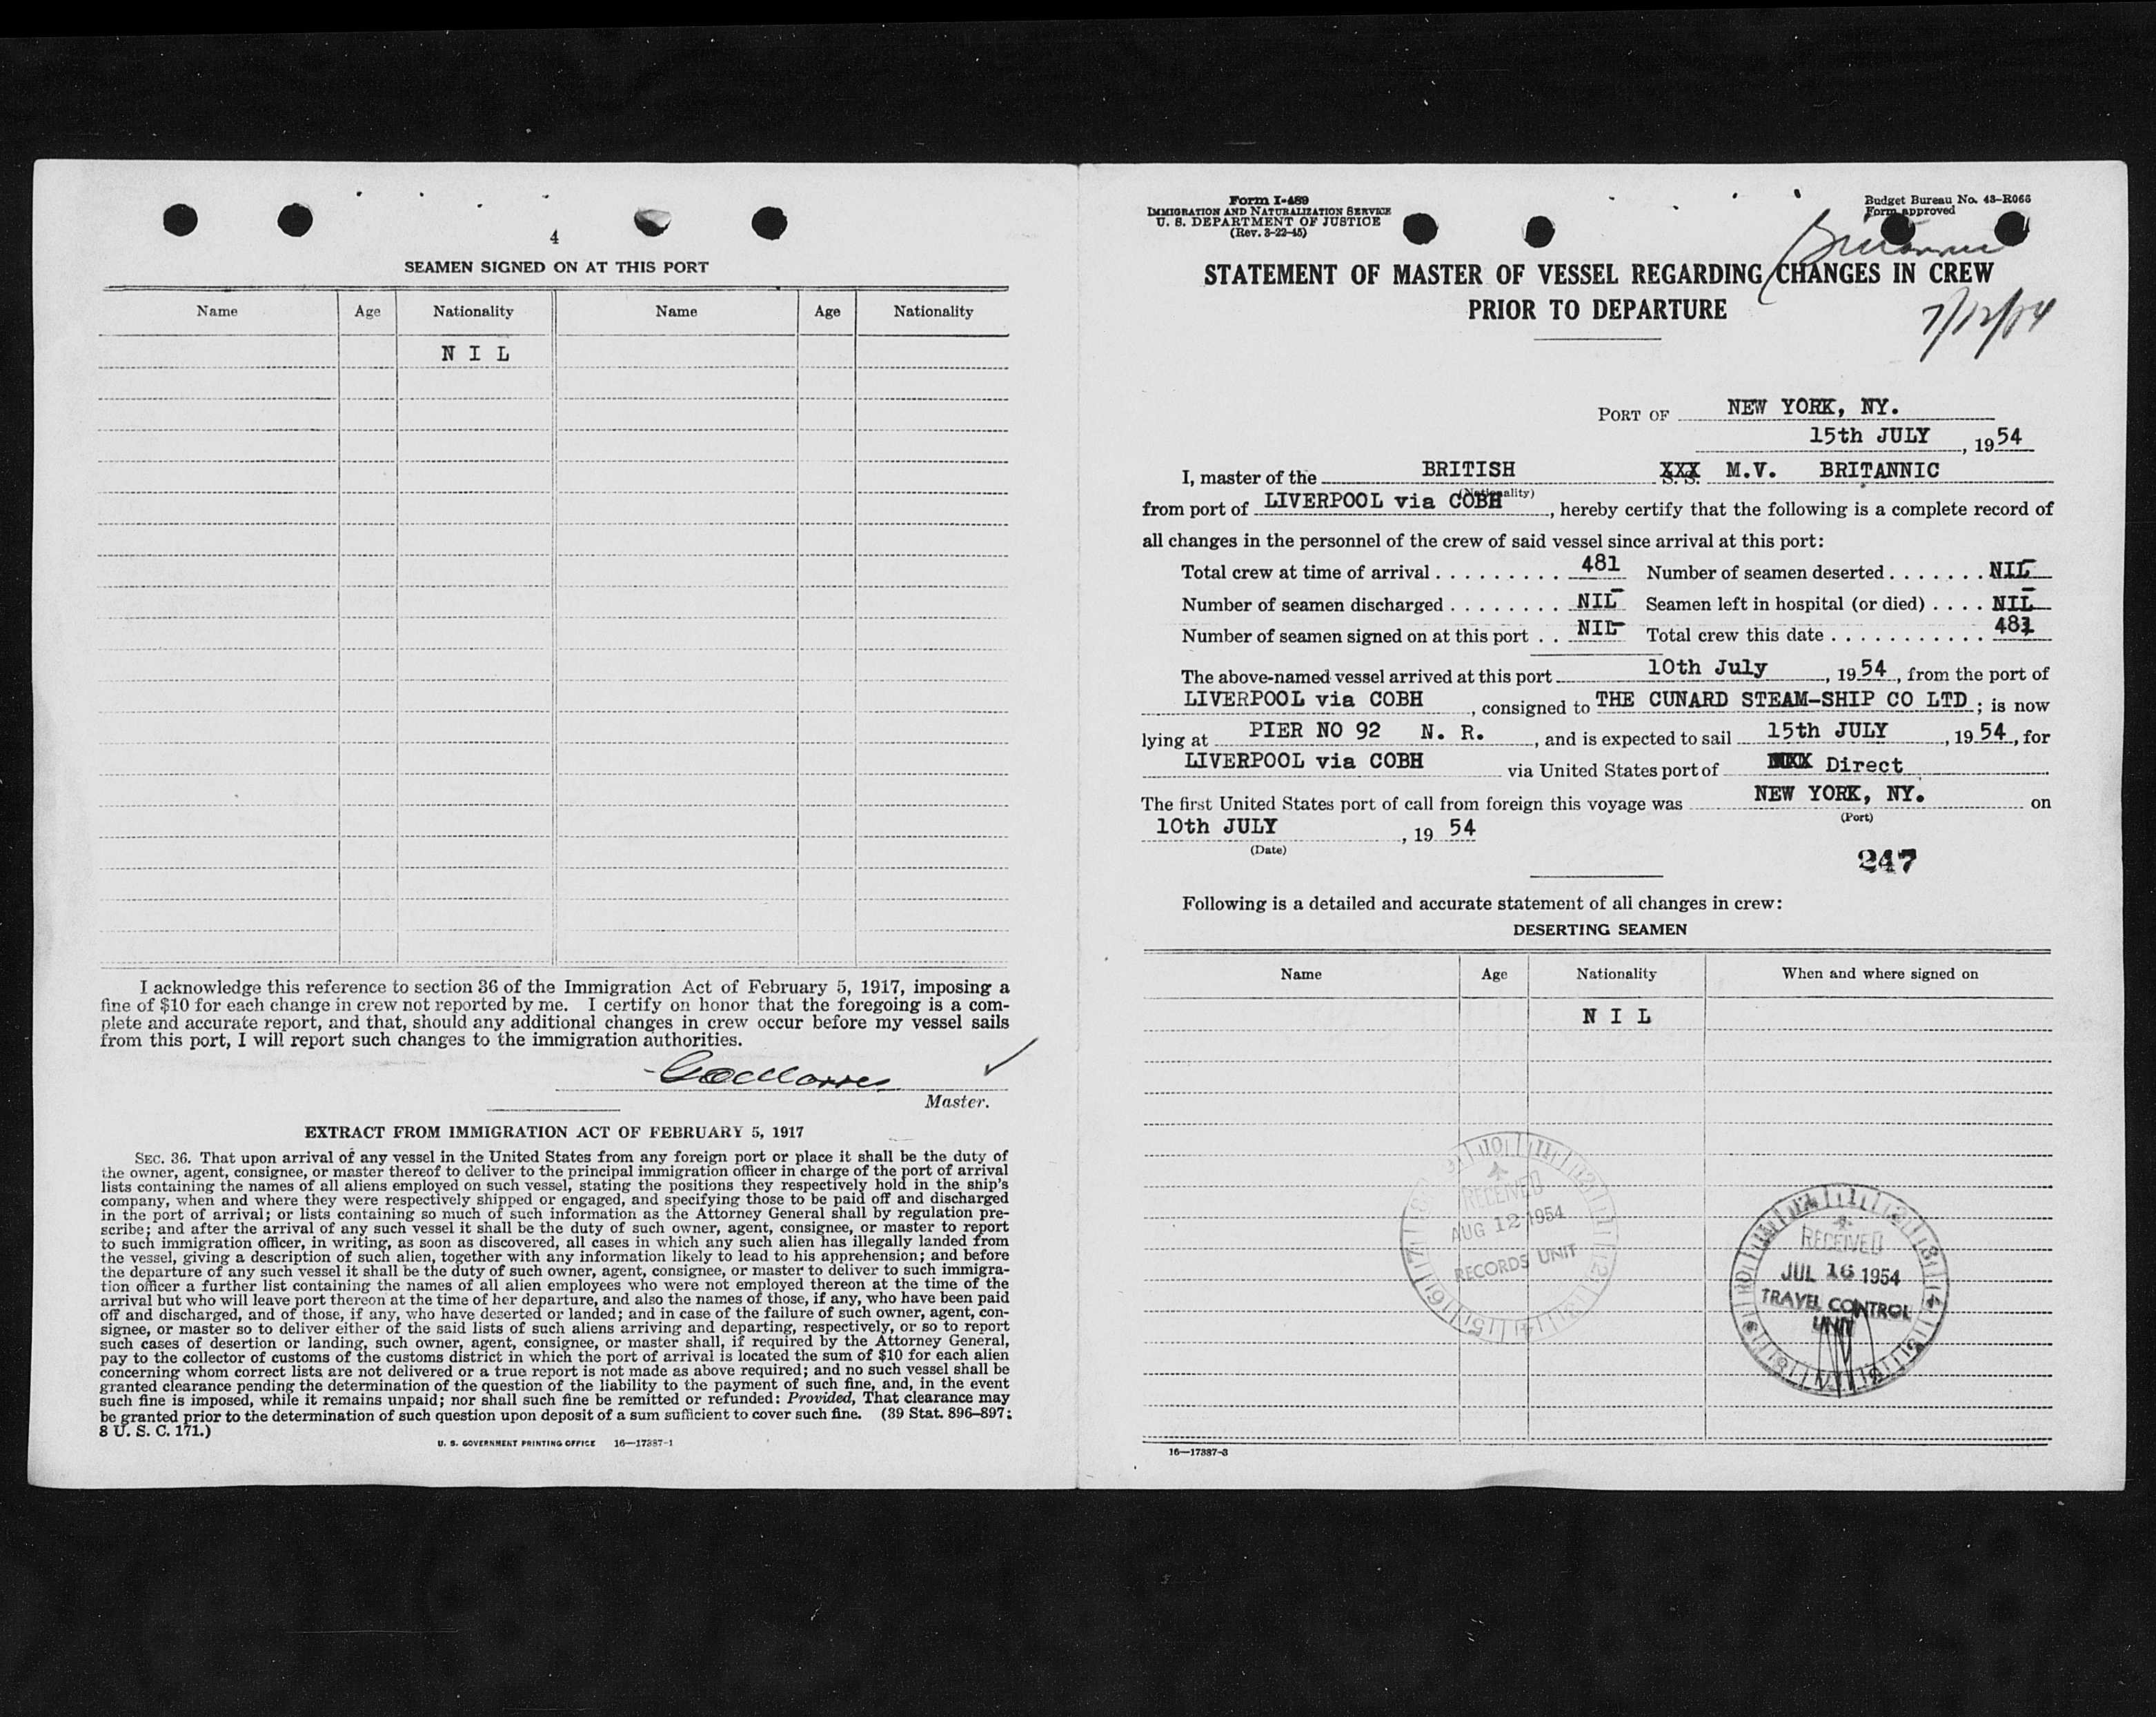 4
SEAMEN SIGNED ON AT THIS PORT
Name Age Nationality Name Age Nationality
N I L
I acknowledge this reference to section 36 of the Immigration Act of February 5, 1917, imposing a
fine of $10 for each change in crew not reported by me. I certify on honor that the foregoing is a com-
plete and accurate report, and that, should any additional changes in crew occur before my vessel sails
from this port, I will report such changes to the immigration authorities.
Master.
EXTRACT FROM IMMIGRATION ACT OF FEBRUARY 5, 1917
SEC. 36. That upon arrival of any vessel in the United States from any foreign port or place it shall be the duty of
the owner, agent, consignee, or master thereof to deliver to the principal immigration officer in charge of the port of arrival
lists containing the names of all aliens employed on such vessel, stating the positions they respectively hold in the ship's
company, when and where they were respectively shipped or engaged, and specifying those to be paid off and discharged
in the port of arrival; or lists containing so much of such information as the Attorney General shall by regulation pre-
scribe; and after the arrival of any such vessel it shall be the duty of such owner, agent, consignee, or master to report
to such immigration officer, in writing, as soon as discovered, all cases in which any such alien has illegally landed from
the vessel, giving a description of such alien, together with any information likely to lead to his apprehension; and before
the departure of any such vessel it shall be the duty of such owner, agent, consignee, or master to deliver to such immigra-
tion officer a further list containing the names of all alien employees who were not employed thereon at the time of the
arrival but who will leave port thereon at the time of her departure, and also the names of those, if any, who have been paid
off and discharged, and of those, if any, who have deserted or landed; and in case of the failure of such owner, agent, con-
signee, or master so to deliver either of the said lists of such aliens arriving and departing, respectively, or so to report
such cases of desertion or landing, such owner, agent, consignee, or master shall, if required by the Attorney General,
pay to the collector of customs of the customs district in which the port of arrival is located the sum of $10 for each alien
concerning whom correct lists are not delivered or a true report is not made as above required; and no such vessel shall be
granted clearance pending the determination of the question of the liability to the payment of such fine, and, in the event
such fine is imposed, while it remains unpaid; nor shall such fine be remitted or refunded: Provided, That clearance may
be granted prior to the determination of such question upon deposit of a sum sufficient to cover such fine. (39 Stat. 896–897;
8 U. S. C. 171.)
U. S. GOVERNMENT PRINTING OFFICE 16—17387-1
Form I-489
IMMIGRATION AND NATURALIZATION SERVICE
U. S. DEPARTMENT OF JUSTICE
(Rev. 3-22-45)
Budget Bureau No. 43-R066
Form approved
Britannic
STATEMENT OF MASTER OF VESSEL REGARDING CHANGES IN CREW
PRIOR TO DEPARTURE
7/12/54
PORT OF NEW YORK, NY.
15th JULY, 1954
I, master of the BRITISH XXX M.V. BRITANNIC
(Nationality) S. S.
from port of LIVERPOOL via COBH, hereby certify that the following is a complete record of
all changes in the personnel of the crew of said vessel since arrival at this port:
Total crew at time of arrival . . . . . . . . . 481 Number of seamen deserted . . . . . . . NIL
Number of seamen discharged . . . . . . . . NIL Seamen left in hospital (or died) . . . . NIL
Number of seamen signed on at this port . . NIL Total crew this date . . . . . . . . . . . 481
The above-named vessel arrived at this port 10th July, 1954, from the port of
LIVERPOOL via COBH, consigned to THE CUNARD STEAM-SHIP CO LTD; is now
lying at PIER NO 92 N. R., and is expected to sail 15th JULY, 1954, for
LIVERPOOL via COBH via United States port of Direct
The first United States port of call from foreign this voyage was NEW YORK, NY. on
(Port)
10th JULY, 19 54
(Date)
247
Following is a detailed and accurate statement of all changes in crew:
DESERTING SEAMEN
Name Age Nationality When and where signed on
N I L
RECEIVED
AUG 12 1954
RECORDS UNIT
RECEIVED
JUL 16 1954
TRAVEL CONTROL
UNIT
16—17387-3